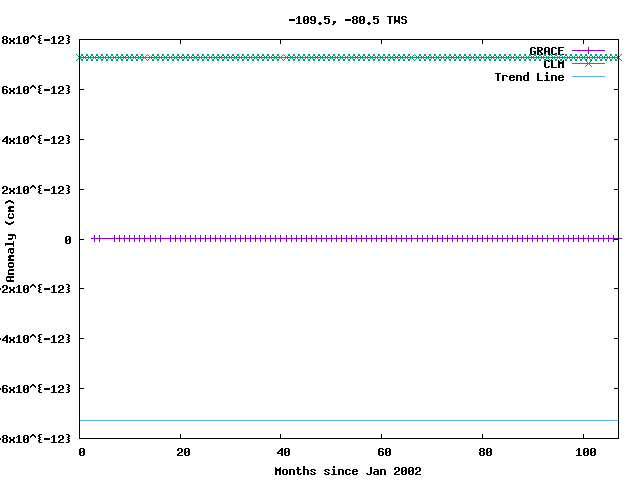 -109.5, -80.5 TWS
8x10^{-12}
6x10^{-12}
4x10^{-12}
2x10^{-12}
0
-2x10^{-12}
-4x10^{-12}
-6x10^{-12}
-8x10^{-12}
Anomaly (cm)
GRACE
CLM
Trend Line
0 20 40 60 80 100
Months since Jan 2002